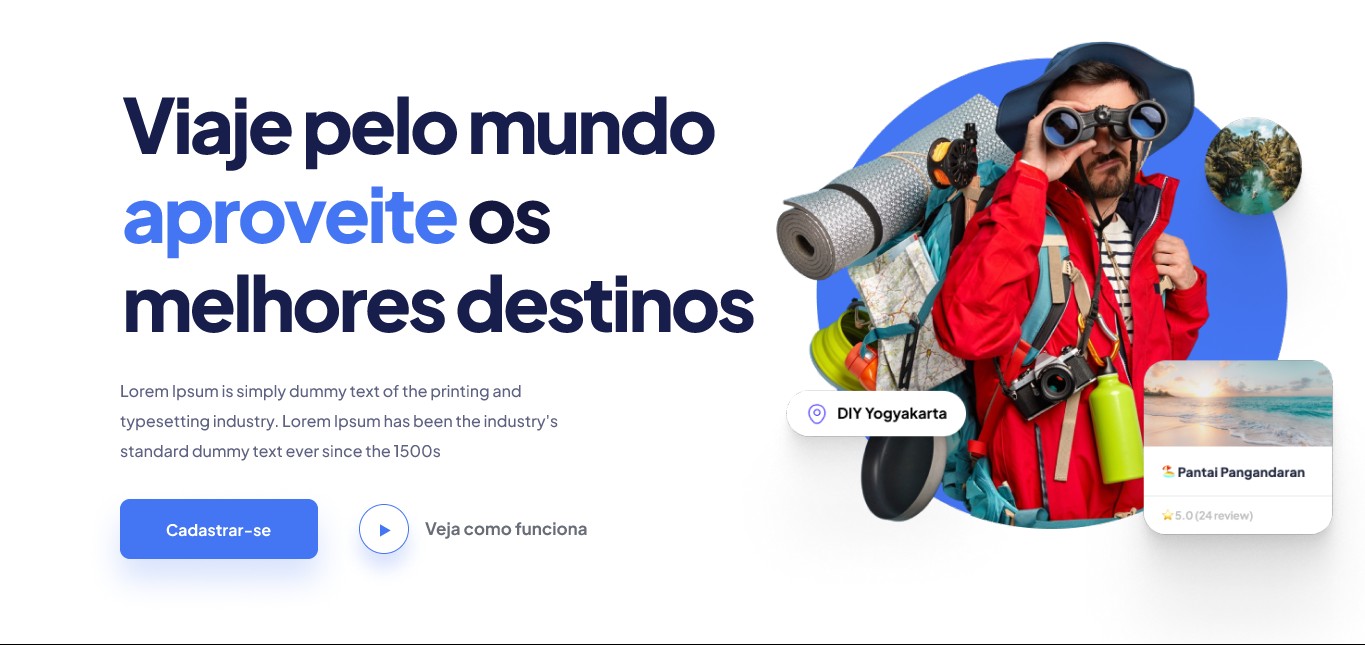 Viaje pelo mundo
aproveite os
melhores destinos
Lorem Ipsum is simply dummy text of the printing and
typesetting industry. Lorem Ipsum has been the industry's
standard dummy text ever since the 1500s
Cadastrar-se
Veja como funciona
DIY Yogyakarta
Pantai Pangandaran
5.0 (24 review)